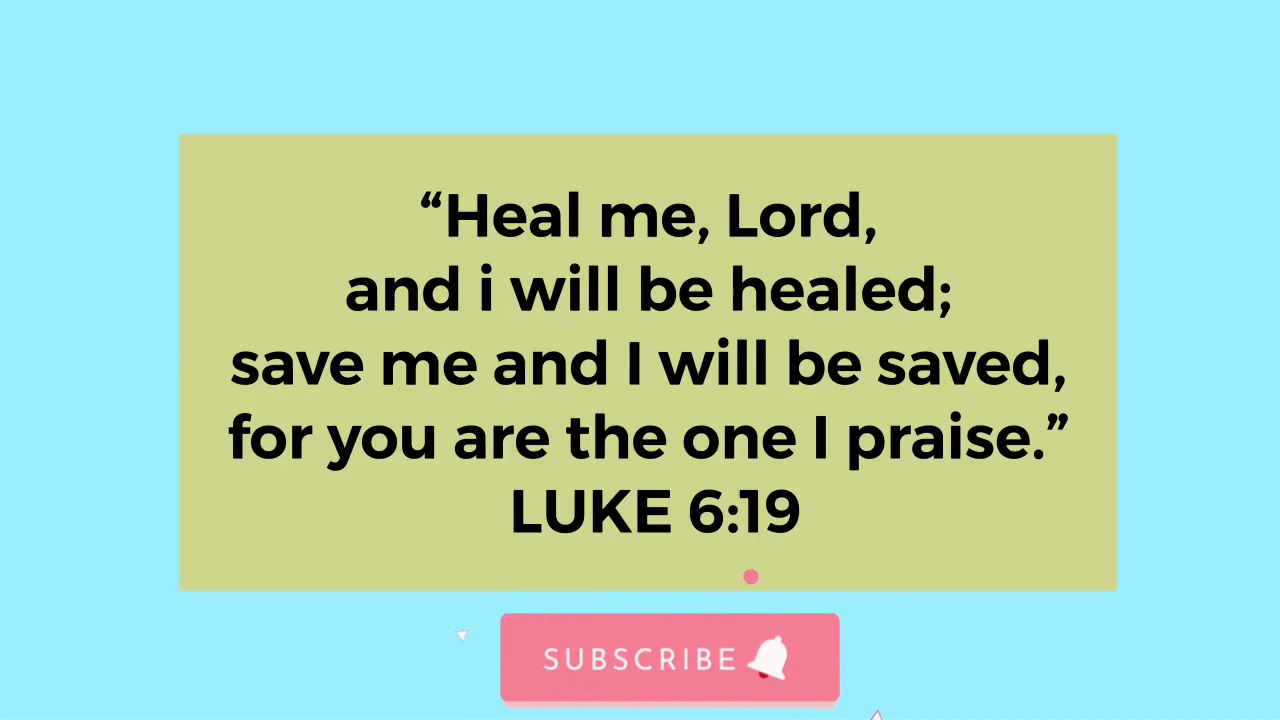 “Heal me, Lord,
and i will be healed;
save me and I will be saved,
for you are the one I praise.”
LUKE 6:19
SUBSCRIBE